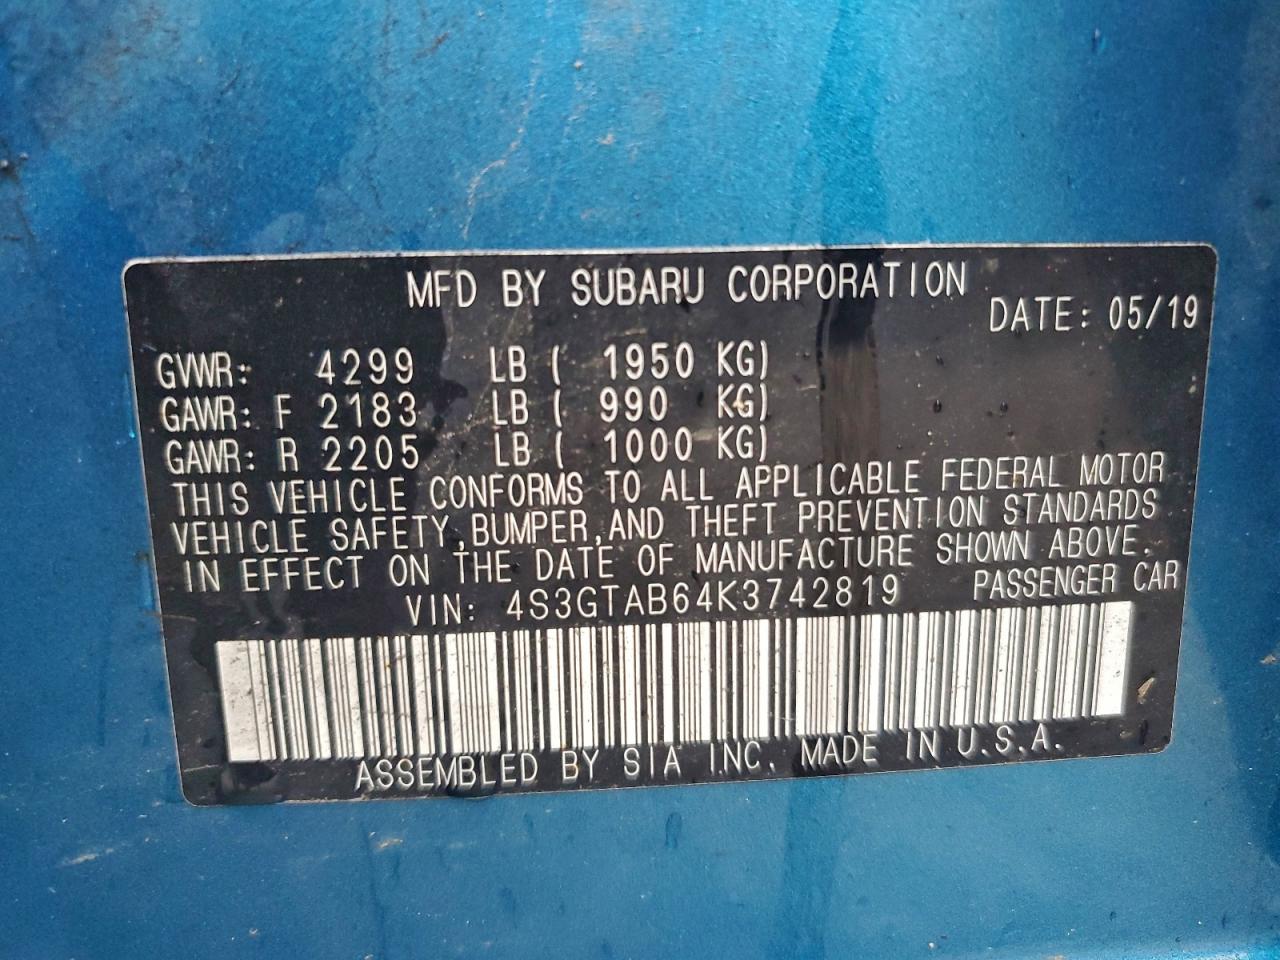 MFD BY SUBARU CORPORATION
DATE: 05/19
GVWR: 4299 LB ( 1950 KG)
GAWR: F 2183 LB ( 990 KG)
GAWR: R 2205 LB ( 1000 KG)
THIS VEHICLE CONFORMS TO ALL APPLICABLE FEDERAL MOTOR
VEHICLE SAFETY, BUMPER, AND THEFT PREVENTION STANDARDS
IN EFFECT ON THE DATE OF MANUFACTURE SHOWN ABOVE.
VIN: 4S3GTAB64K3742819 PASSENGER CAR
ASSEMBLED BY SIA INC. MADE IN U.S.A.